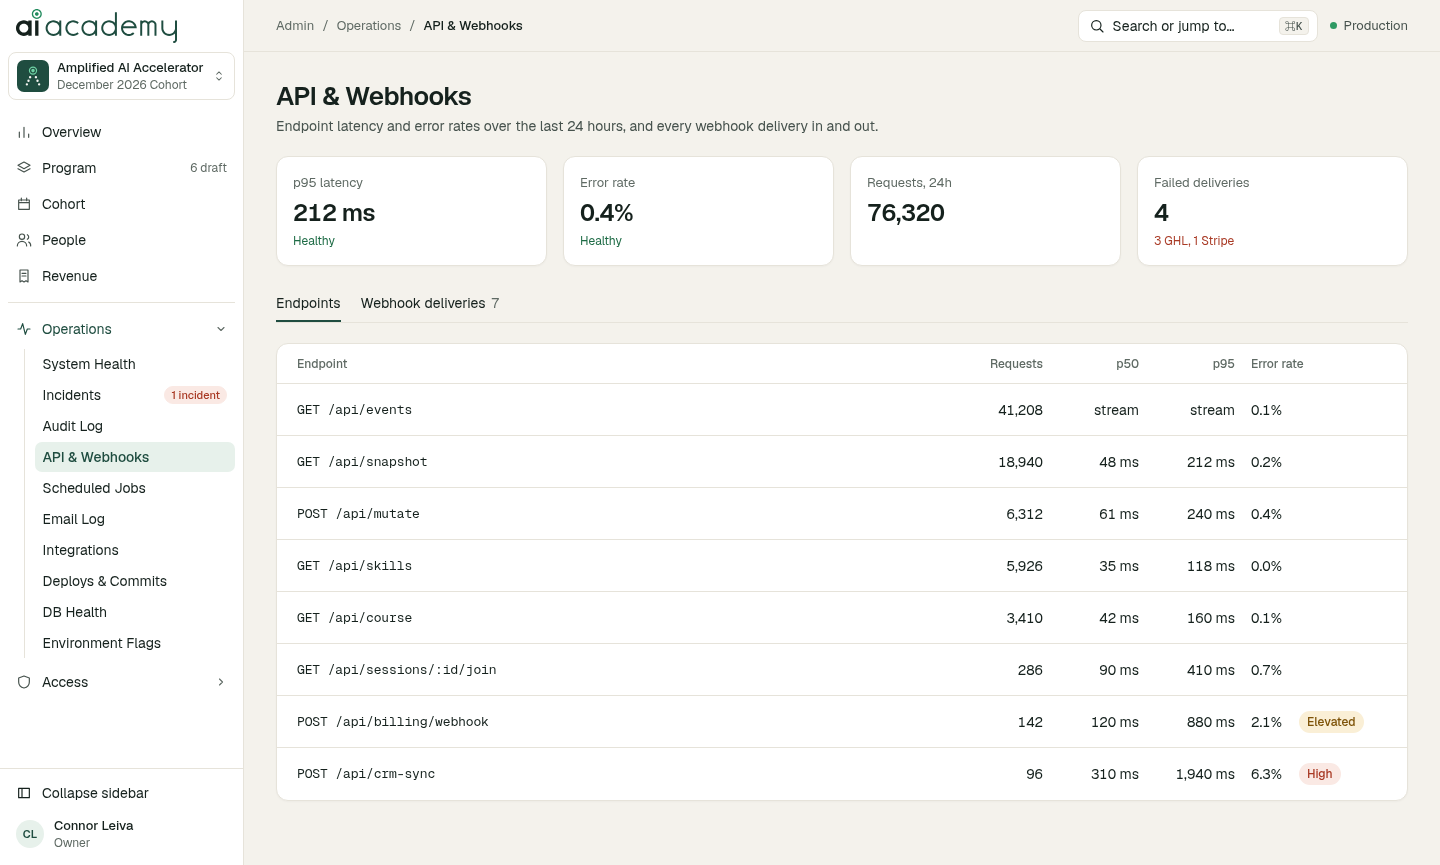 ai academy
Amplified AI Accelerator
December 2026 Cohort
Overview
Program 6 draft
Cohort
People
Revenue
Operations
System Health
Incidents 1 incident
Audit Log
API & Webhooks
Scheduled Jobs
Email Log
Integrations
Deploys & Commits
DB Health
Environment Flags
Access
Collapse sidebar
CL
Connor Leiva
Owner
Admin / Operations / API & Webhooks
Search or jump to… ⌘K
Production
API & Webhooks
Endpoint latency and error rates over the last 24 hours, and every webhook delivery in and out.
p95 latency
212 ms
Healthy
Error rate
0.4%
Healthy
Requests, 24h
76,320
Failed deliveries
4
3 GHL, 1 Stripe
Endpoints Webhook deliveries 7
Endpoint Requests p50 p95 Error rate
GET /api/events 41,208 stream stream 0.1%
GET /api/snapshot 18,940 48 ms 212 ms 0.2%
POST /api/mutate 6,312 61 ms 240 ms 0.4%
GET /api/skills 5,926 35 ms 118 ms 0.0%
GET /api/course 3,410 42 ms 160 ms 0.1%
GET /api/sessions/:id/join 286 90 ms 410 ms 0.7%
POST /api/billing/webhook 142 120 ms 880 ms 2.1% Elevated
POST /api/crm-sync 96 310 ms 1,940 ms 6.3% High